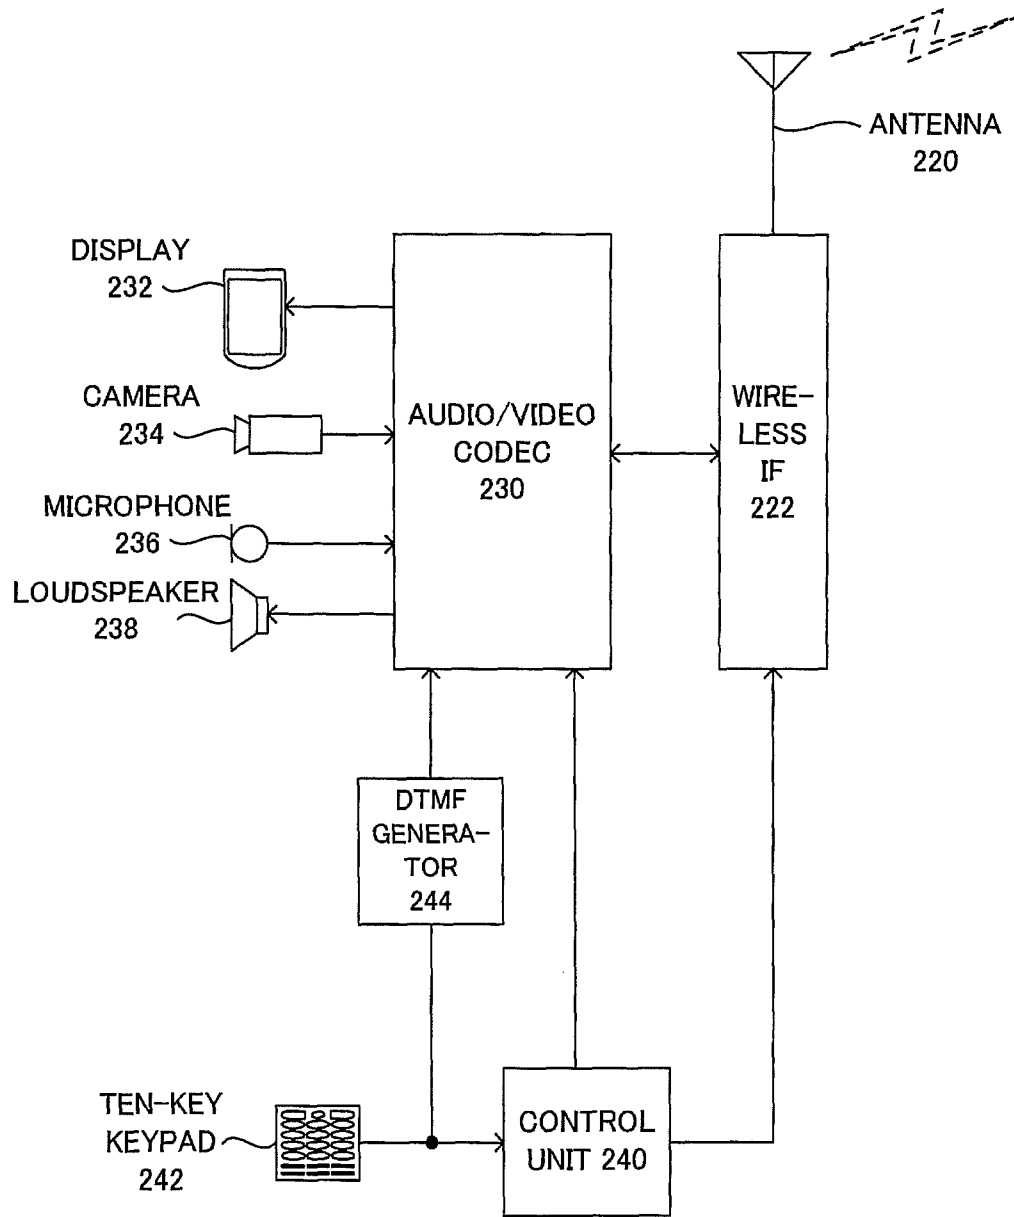 ANTENNA
220
DISPLAY
232
CAMERA
234
MICROPHONE
236
LOUDSPEAKER
238
AUDIO/VIDEO
CODEC
230
WIRE-
LESS
IF
222
DTMF
GENERA-
TOR
244
TEN-KEY
KEYPAD
242
CONTROL
UNIT 240